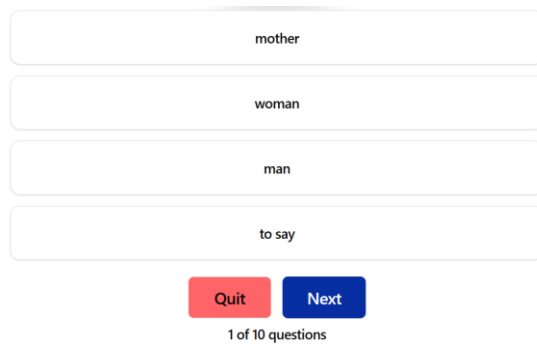 mother
woman
man
to say
Quit Next
1 of 10 questions